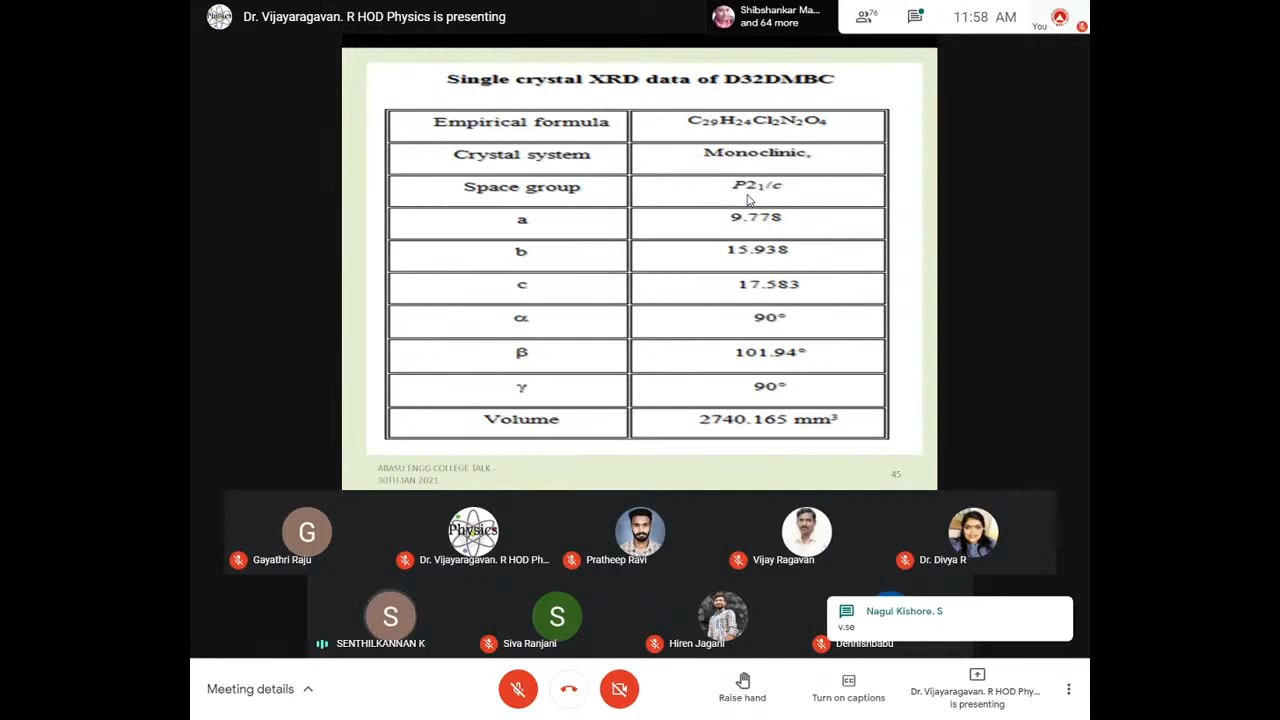 Dr. Vijayaragavan. R HOD Physics is presenting
Shibshankar Ma...
and 64 more
76
11:58 AM
You
Single crystal XRD data of D32DMBC
Empirical formula C₂₉H₂₄Cl₂N₂O₄
Crystal system Monoclinic,
Space group P2₁/c
a 9.778
b 15.938
c 17.583
α 90°
β 101.94°
γ 90°
Volume 2740.165 mm³
ARASU ENGG COLLEGE TALK -
30TH JAN 2021
45
G
Physics
Gayathri Raju
Dr. Vijayaragavan. R HOD Ph...
Pratheep Ravi
Vijay Ragavan
Dr. Divya R
S
S
Nagul Kishore. S
v.se
SENTHILKANNAN K
Siva Ranjani
Hiren Jagani
Dennishbabu
Meeting details
CC
Raise hand
Turn on captions
Dr. Vijayaragavan. R HOD Phy...
is presenting